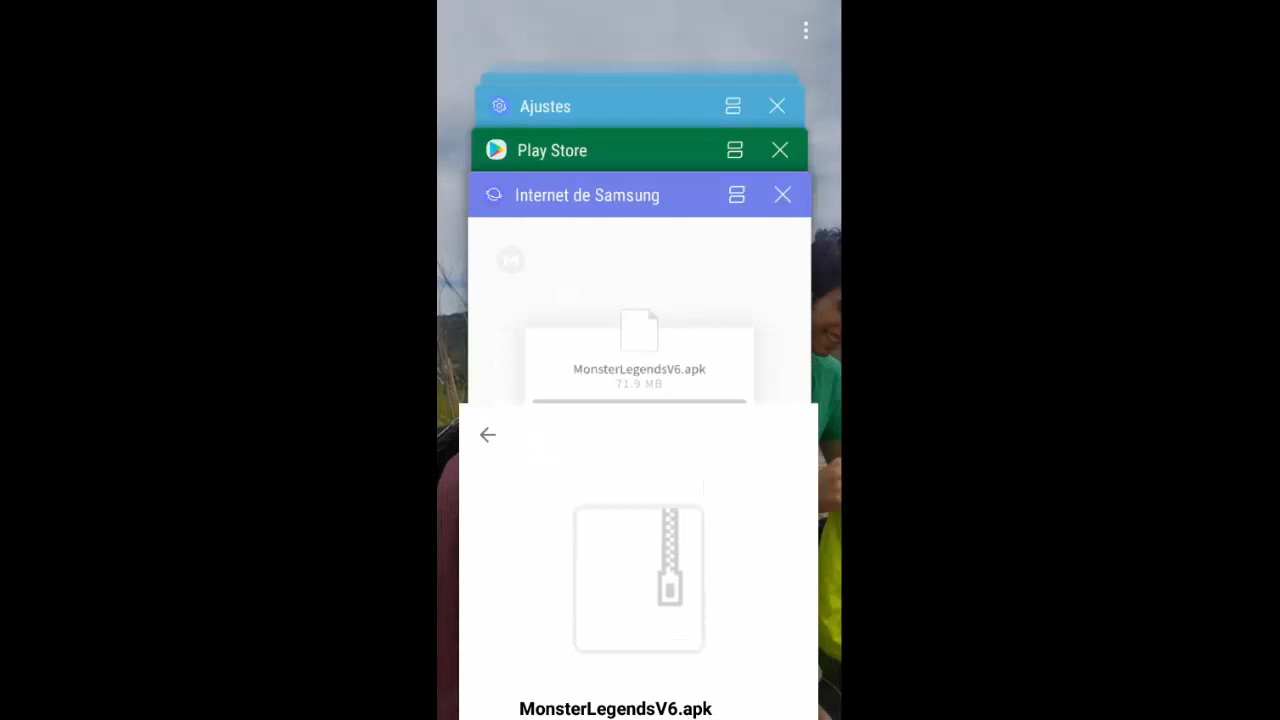 Ajustes
Play Store
Internet de Samsung
MonsterLegendsV6.apk
71.9 MB
MonsterLegendsV6.apk